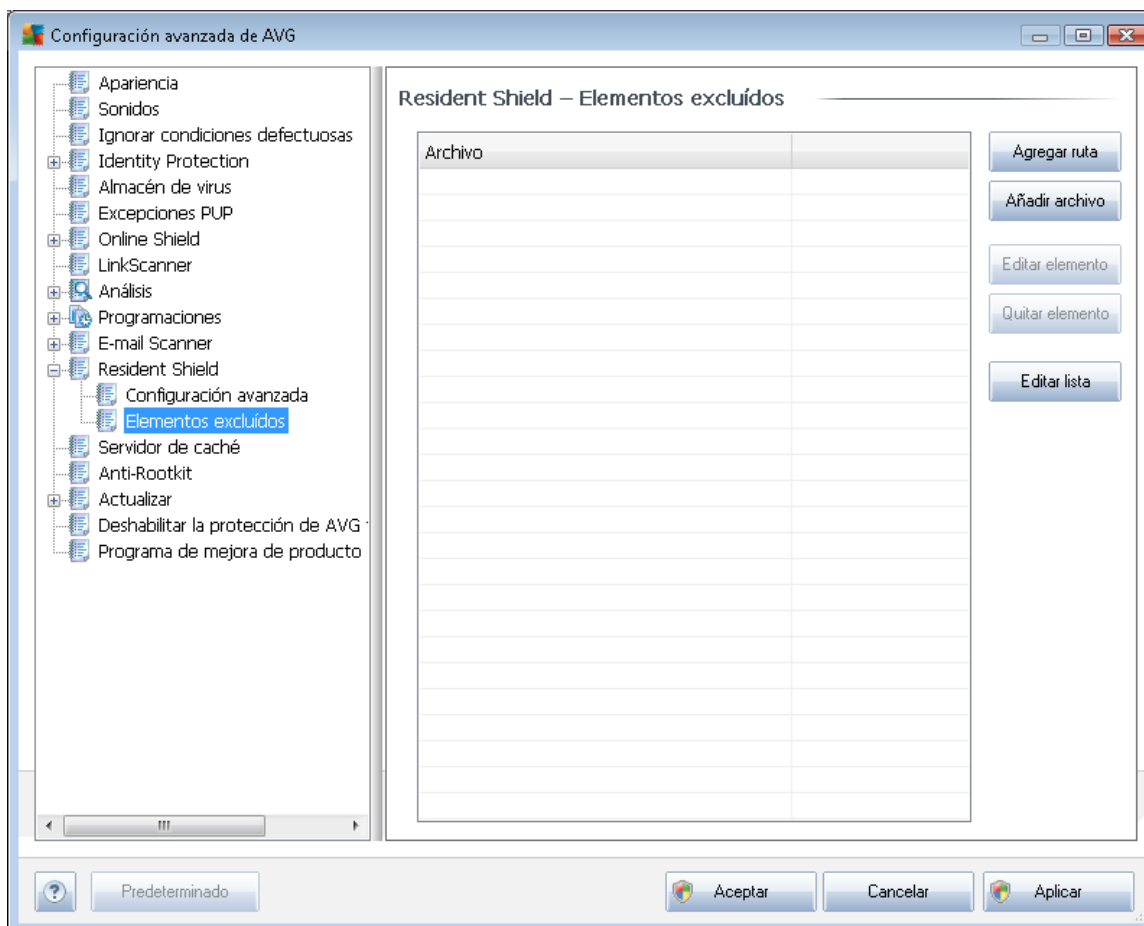 Configuración avanzada de AVG
Apariencia
Sonidos
Ignorar condiciones defectuosas
Identity Protection
Almacén de virus
Excepciones PUP
Online Shield
LinkScanner
Análisis
Programaciones
E-mail Scanner
Resident Shield
Configuración avanzada
Elementos excluídos
Servidor de caché
Anti-Rootkit
Actualizar
Deshabilitar la protección de AVG
Programa de mejora de producto
Resident Shield – Elementos excluídos
Archivo
Agregar ruta
Añadir archivo
Editar elemento
Quitar elemento
Editar lista
?
Predeterminado
Aceptar
Cancelar
Aplicar